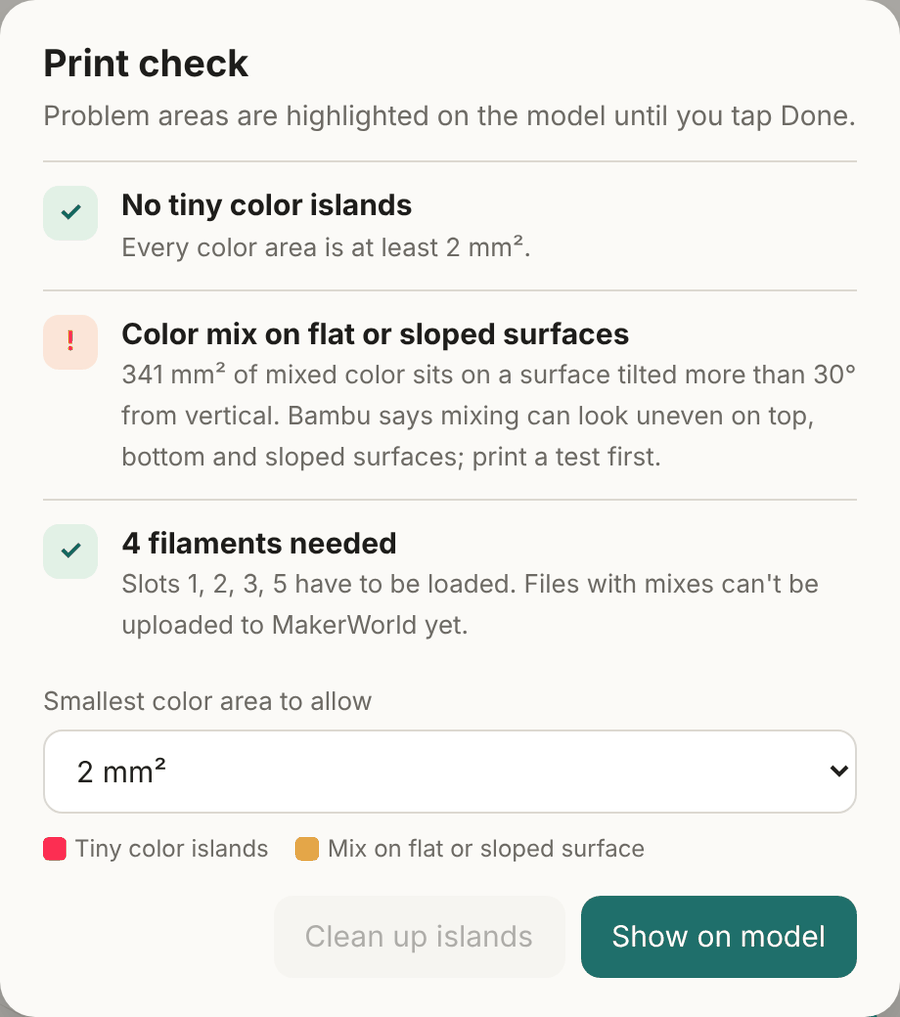 Print check
Problem areas are highlighted on the model until you tap Done.
No tiny color islands
Every color area is at least 2 mm².
!
Color mix on flat or sloped surfaces
341 mm² of mixed color sits on a surface tilted more than 30°
from vertical. Bambu says mixing can look uneven on top,
bottom and sloped surfaces; print a test first.
4 filaments needed
Slots 1, 2, 3, 5 have to be loaded. Files with mixes can't be
uploaded to MakerWorld yet.
Smallest color area to allow
2 mm²
Tiny color islands Mix on flat or sloped surface
Clean up islands Show on model